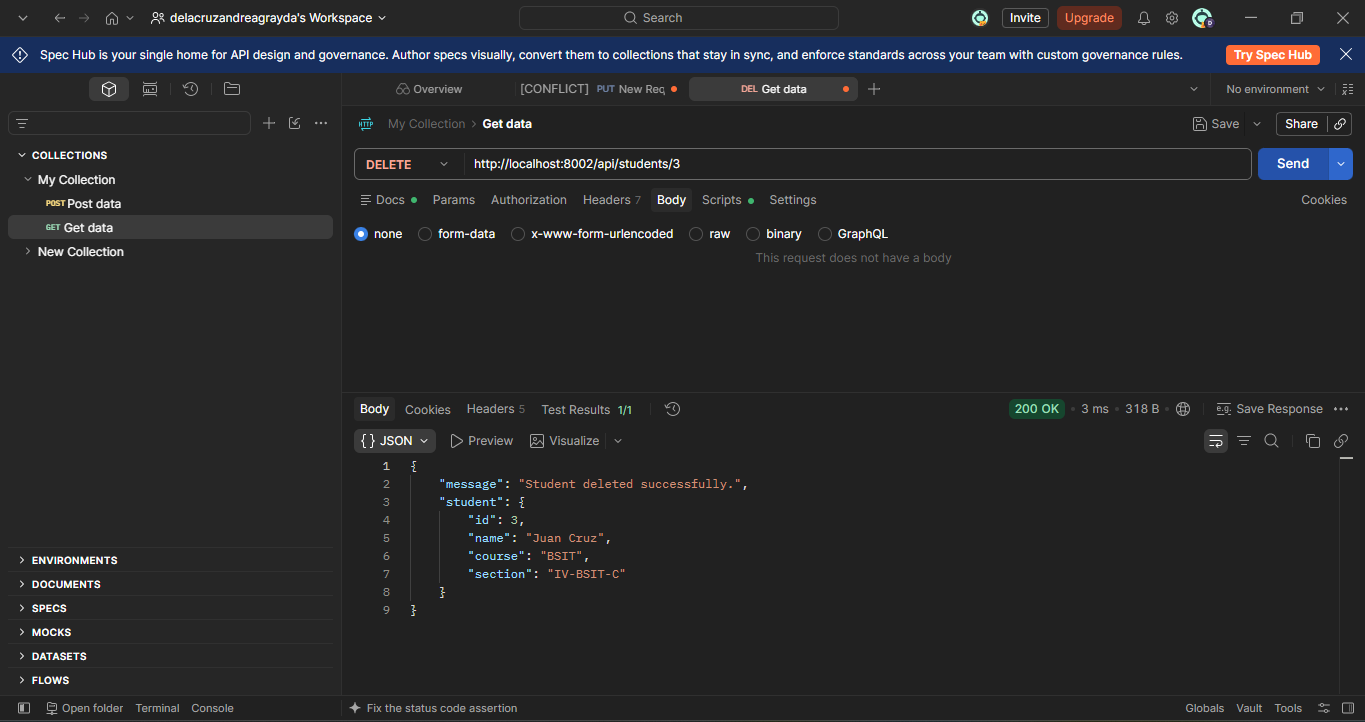 delacruzandreagrayda's Workspace
Search
Invite
Upgrade
Spec Hub is your single home for API design and governance. Author specs visually, convert them to collections that stay in sync, and enforce standards across your team with custom governance rules.
Try Spec Hub
Overview
[CONFLICT] PUT New Req
DEL Get data
No environment
HTTP My Collection > Get data
Save
Share
COLLECTIONS
My Collection
POST Post data
GET Get data
New Collection
DELETE
http://localhost:8002/api/students/3
Send
Docs
Params
Authorization
Headers 7
Body
Scripts
Settings
Cookies
none
form-data
x-www-form-urlencoded
raw
binary
GraphQL
This request does not have a body
Body
Cookies
Headers 5
Test Results 1/1
200 OK
3 ms
318 B
e.g. Save Response
{} JSON
Preview
Visualize
1 {
2 "message": "Student deleted successfully.",
3 "student": {
4 "id": 3,
5 "name": "Juan Cruz",
6 "course": "BSIT",
7 "section": "IV-BSIT-C"
8 }
9 }
ENVIRONMENTS
DOCUMENTS
SPECS
MOCKS
DATASETS
FLOWS
Open folder
Terminal
Console
Fix the status code assertion
Globals
Vault
Tools